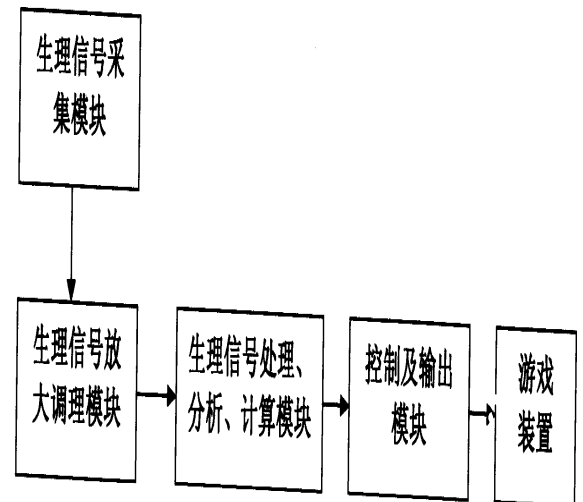 生理信号采
集模块
生理信号放
大调理模块
生理信号处理、
分析、计算模块
控制及输出
模块
游戏
装置